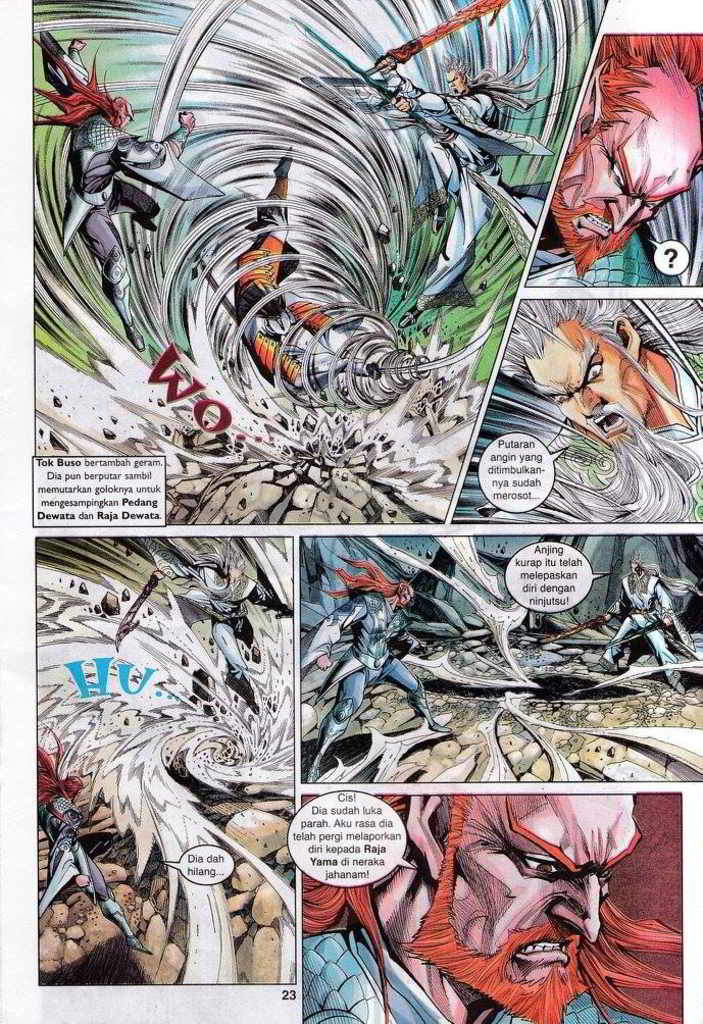 WO...
Tok Buso bertambah geram.
Dia pun berputar sambil
memutarkan goloknya untuk
mengesampingkan Pedang
Dewata dan Raja Dewata.
?
Putaran
angin yang
ditimbulkan-
nya sudah
merosot...
HU...
Dia dah
hilang...
Anjing
kurap itu telah
melepaskan
diri dengan
ninjutsu!
Cis!
Dia sudah luka
parah. Aku rasa dia
telah pergi melaporkan
diri kepada Raja
Yama di neraka
jahanam!
23